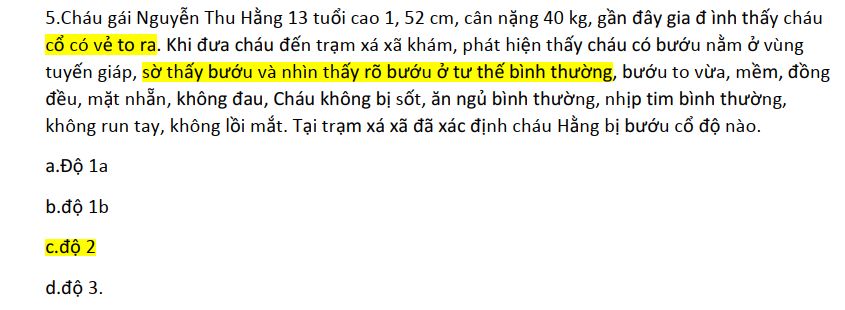 5.Cháu gái Nguyễn Thu Hằng 13 tuổi cao 1, 52 cm, cân nặng 40 kg, gần đây gia đ ình thấy cháu
cổ có vẻ to ra. Khi đưa cháu đến trạm xá xã khám, phát hiện thấy cháu có bướu nằm ở vùng
tuyến giáp, sờ thấy bướu và nhìn thấy rõ bướu ở tư thế bình thường, bướu to vừa, mềm, đồng
đều, mặt nhẵn, không đau, Cháu không bị sốt, ăn ngủ bình thường, nhịp tim bình thường,
không run tay, không lồi mắt. Tại trạm xá xã đã xác định cháu Hằng bị bướu cổ độ nào.
a.Độ 1a
b.độ 1b
c.độ 2
d.độ 3.